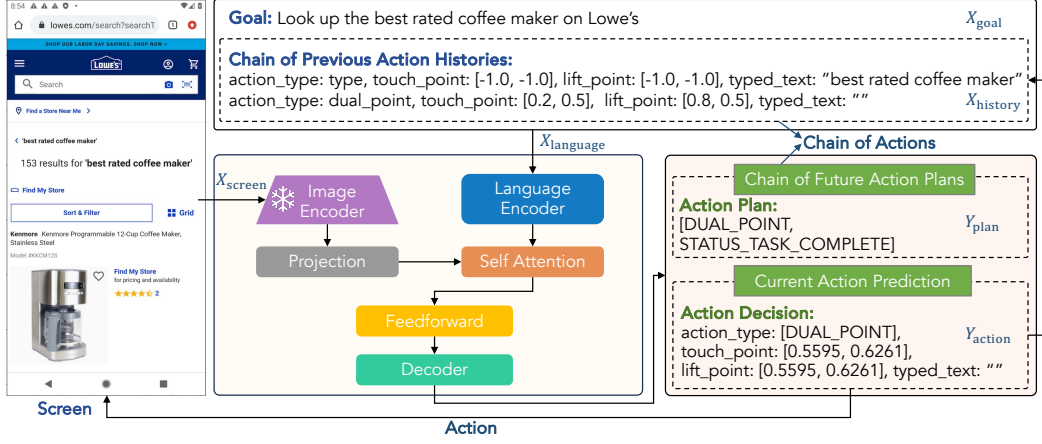 8:54
lowes.com/search?searchT
SHOP OUR LABOR DAY SAVINGS. SHOP NOW >
LOWE'S
Search
Find a Store Near Me >
< 'best rated coffee maker'
153 results for 'best rated coffee maker'
Find My Store
Sort & Filter
Grid
Kenmore Kenmore Programmable 12-Cup Coffee Maker,
Stainless Steel
Model #KKCM12S
Find My Store
for pricing and availability
2
Screen
Goal: Look up the best rated coffee maker on Lowe's
X_goal
Chain of Previous Action Histories:
action_type: type, touch_point: [-1.0, -1.0], lift_point: [-1.0, -1.0], typed_text: "best rated coffee maker"
action_type: dual_point, touch_point: [0.2, 0.5], lift_point: [0.8, 0.5], typed_text: ""
X_history
X_language
X_screen
Image
Encoder
Language
Encoder
Projection
Self Attention
Feedforward
Decoder
Chain of Actions
Chain of Future Action Plans
Action Plan:
[DUAL_POINT,
STATUS_TASK_COMPLETE]
Y_plan
Current Action Prediction
Action Decision:
action_type: [DUAL_POINT],
touch_point: [0.5595, 0.6261],
lift_point: [0.5595, 0.6261], typed_text: ""
Y_action
Action